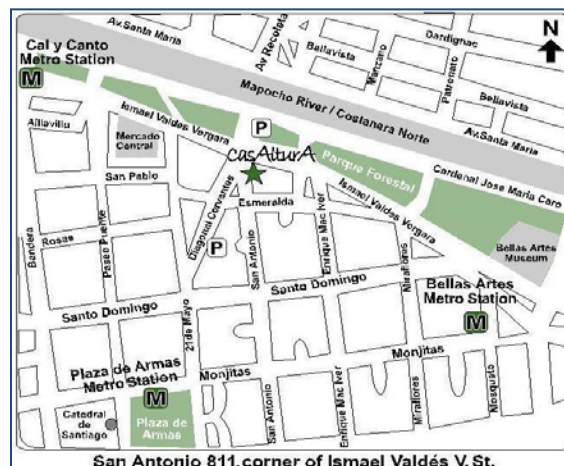 Av.Santa Maria
Av Recoleta
Dardignac
N
Cal y Canto
Metro Station
M
Bellavista
Manzano
Patronato
Bellavista
Mapocho River / Costanera Norte
Av.Santa Maria
Aillavilu
Ismael Valdes Vergara
P
Mercado
Central
casAlturA
Parque Forestal
Cardenal Jose Maria Caro
San Pablo
Diagonal Cervantes
Esmeralda
Ismael Valdes Vergara
Bandera
Rosas
Paseo Puente
P
San Antonio
Enrique Mac Iver
Miraflores
Bellas Artes
Museum
Santo Domingo
Santo Domingo
Bellas Artes
Metro Station
M
21 de Mayo
Plaza de Armas
Metro Station
M
Monjitas
Monjitas
Catedral
de
Santiago
Plaza de
Armas
San Antonio
Enrique Mac Iver
Miraflores
Mosqueto
San Antonio 811, corner of Ismael Valdés V. St.